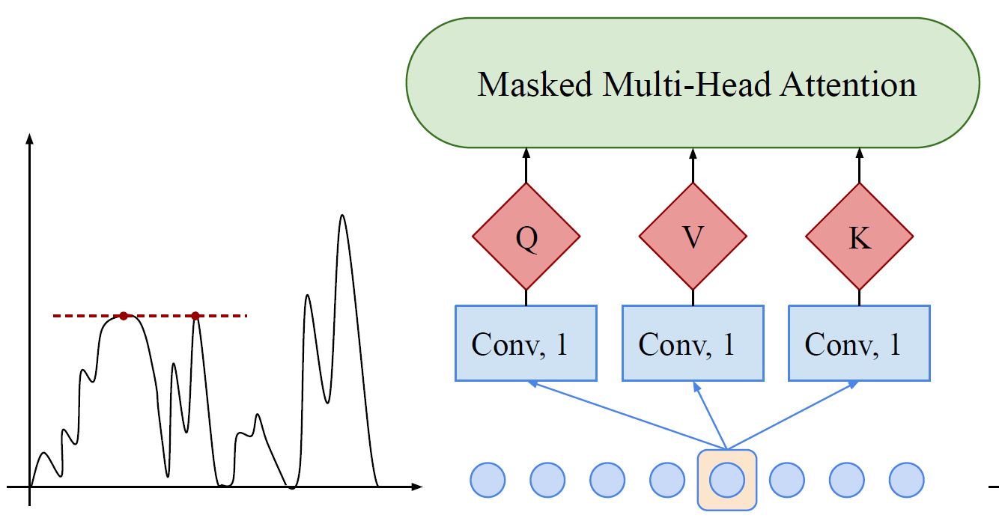 Masked Multi-Head Attention
Q V K
Conv, 1 Conv, 1 Conv, 1